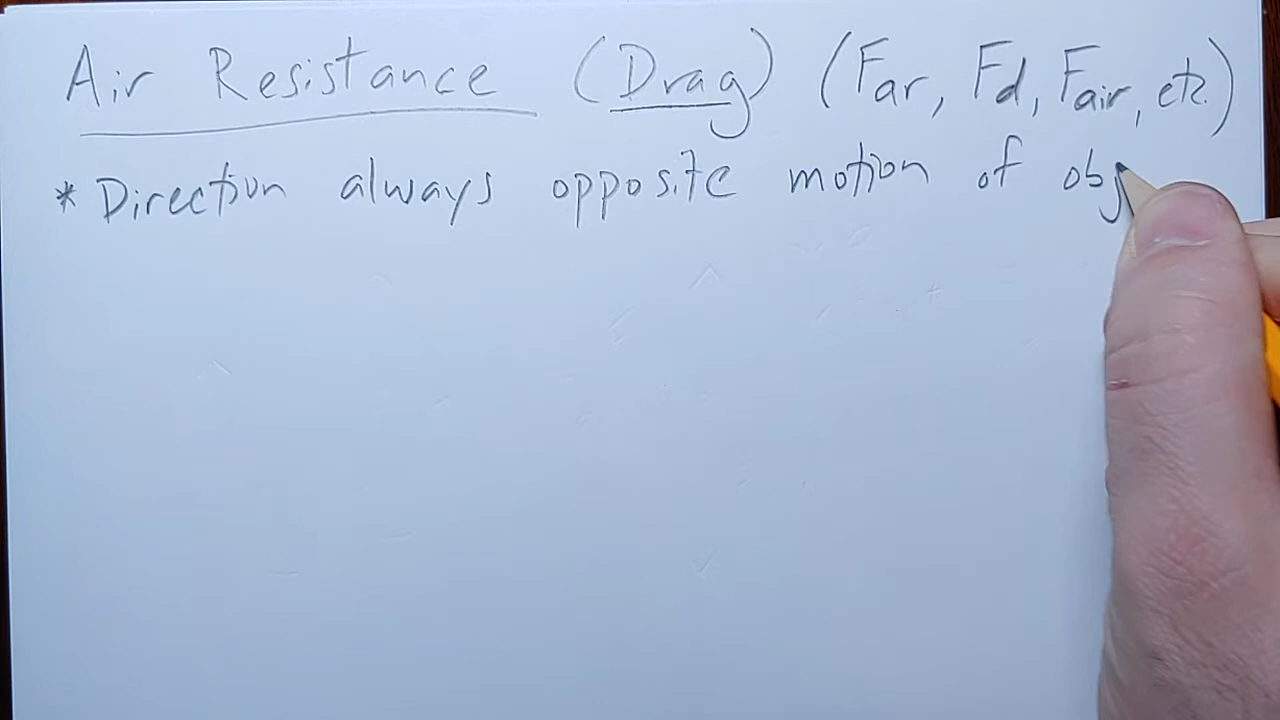 Air Resistance (Drag) (Far, Fd, Fair, etc.)
* Direction always opposite motion of obj